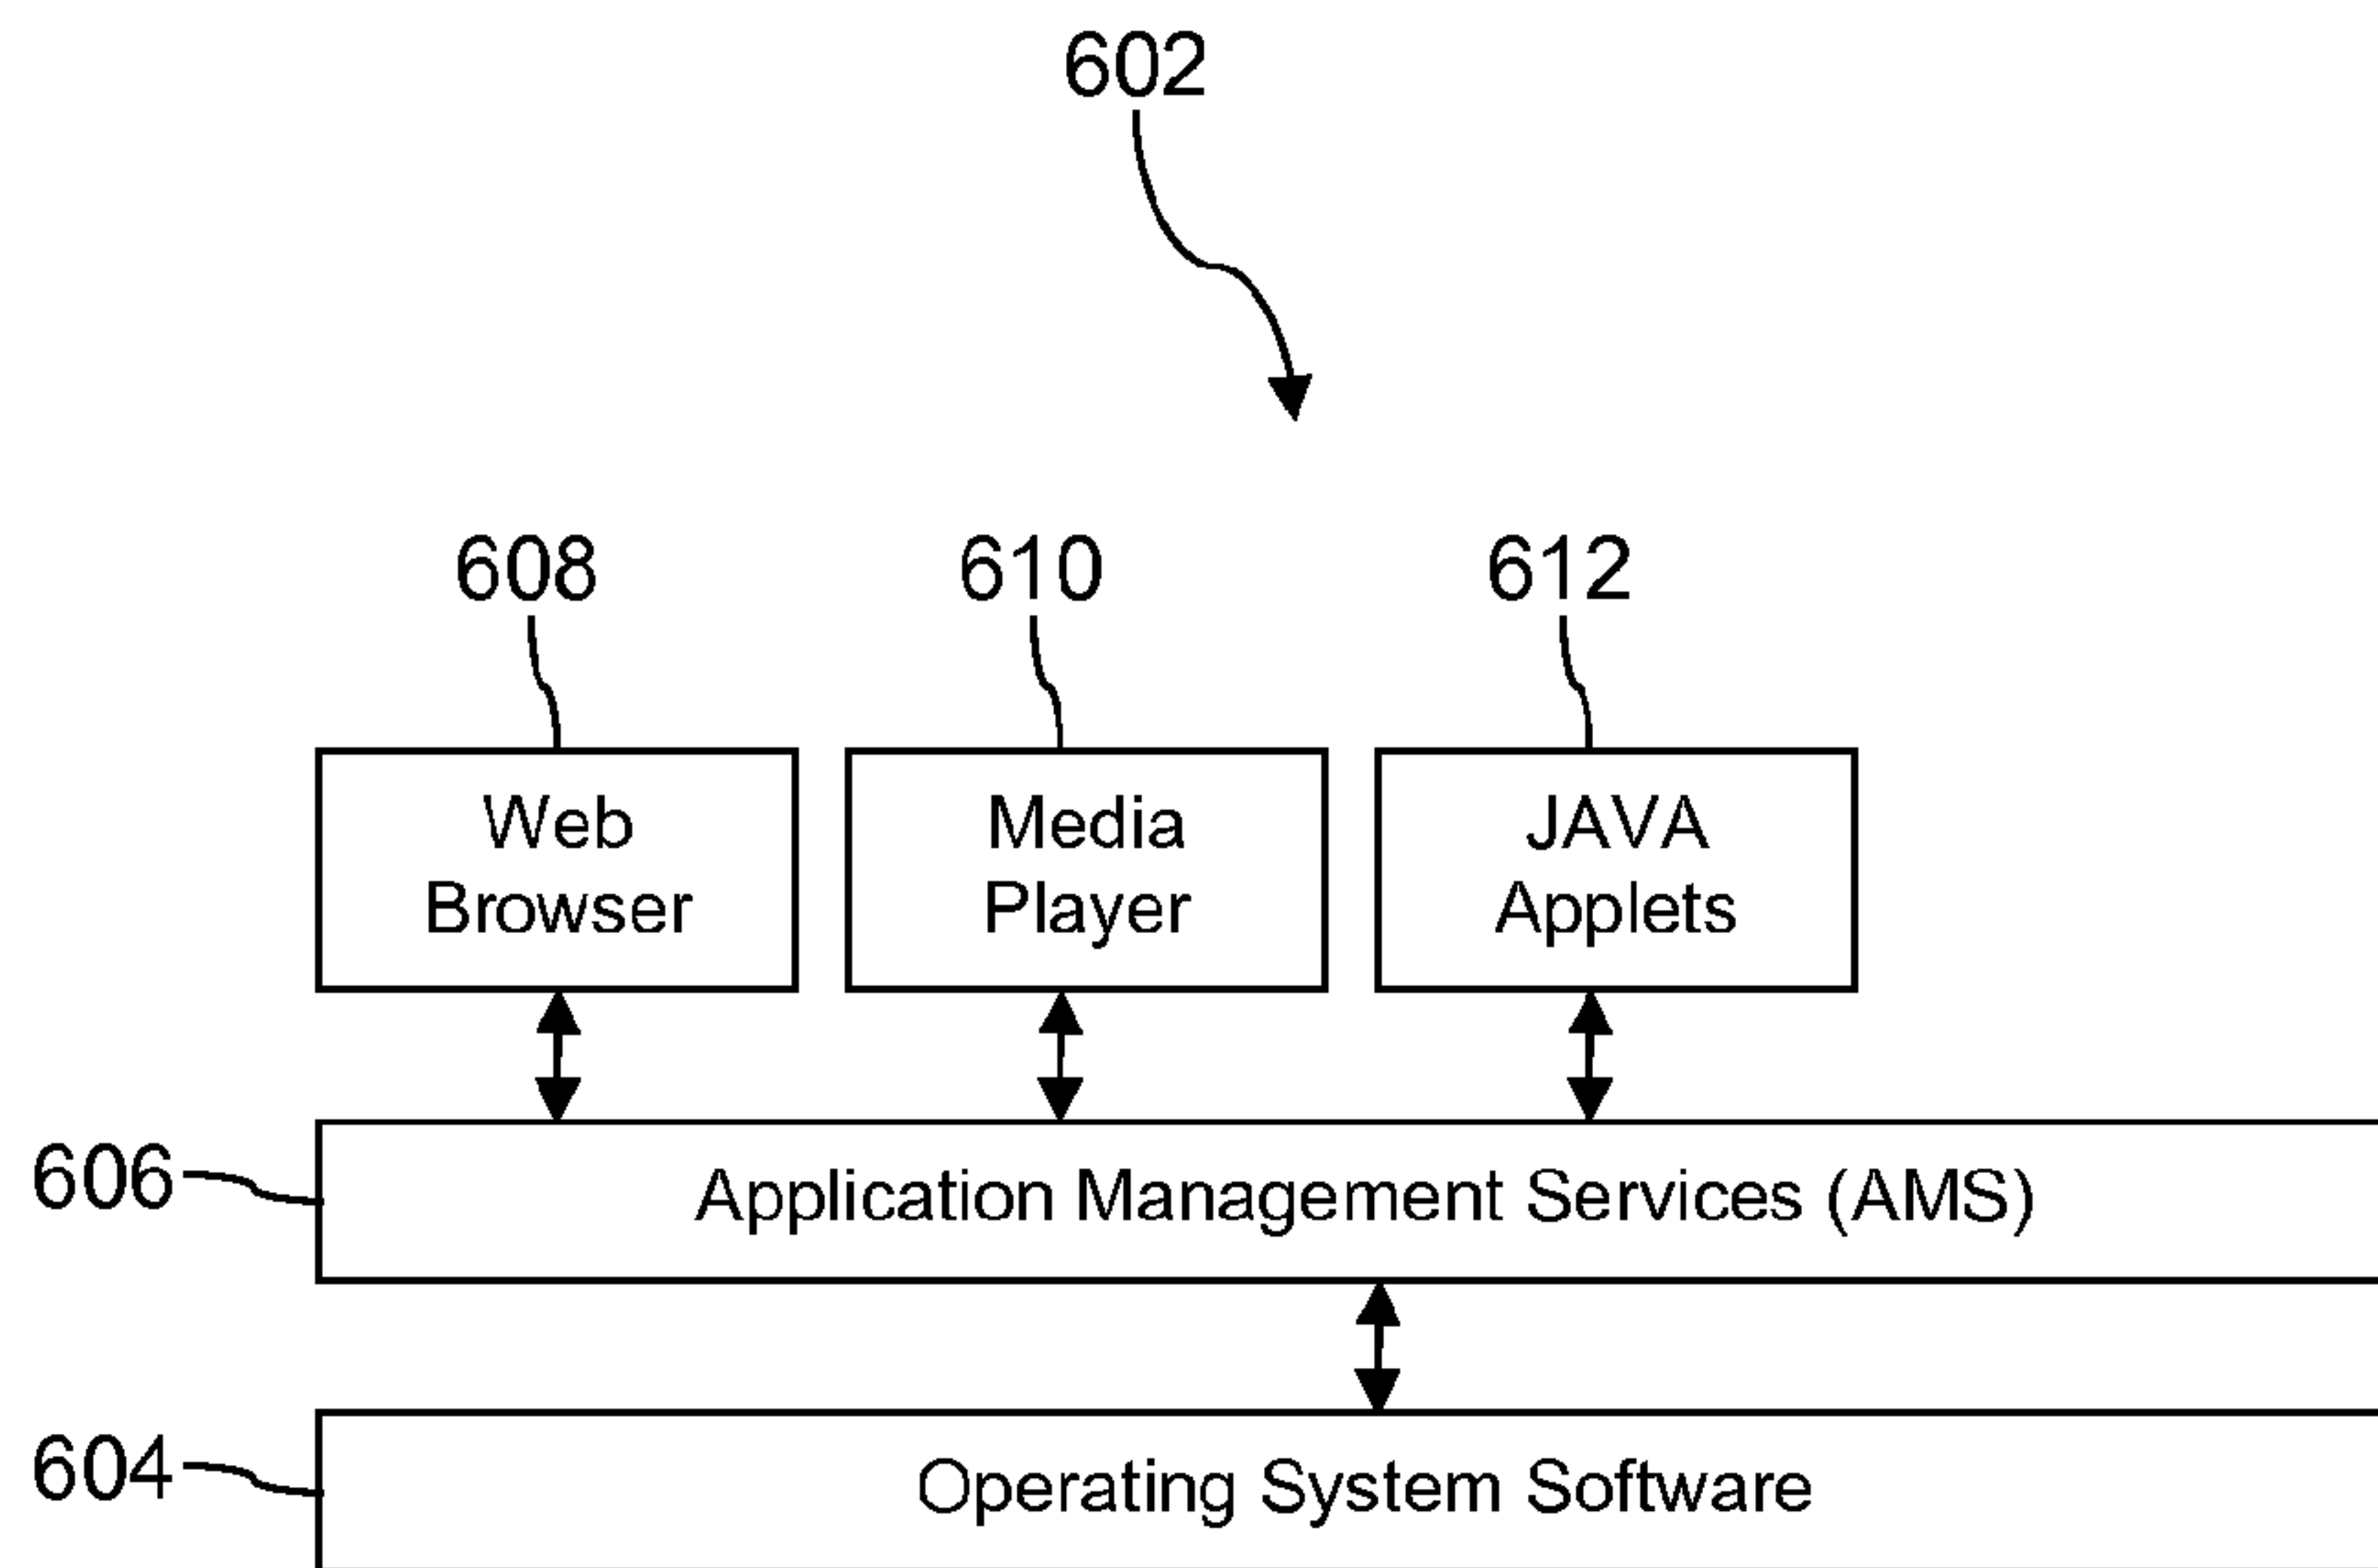 602
608
610
612
Web
Browser
Media
Player
JAVA
Applets
606
Application Management Services (AMS)
604
Operating System Software